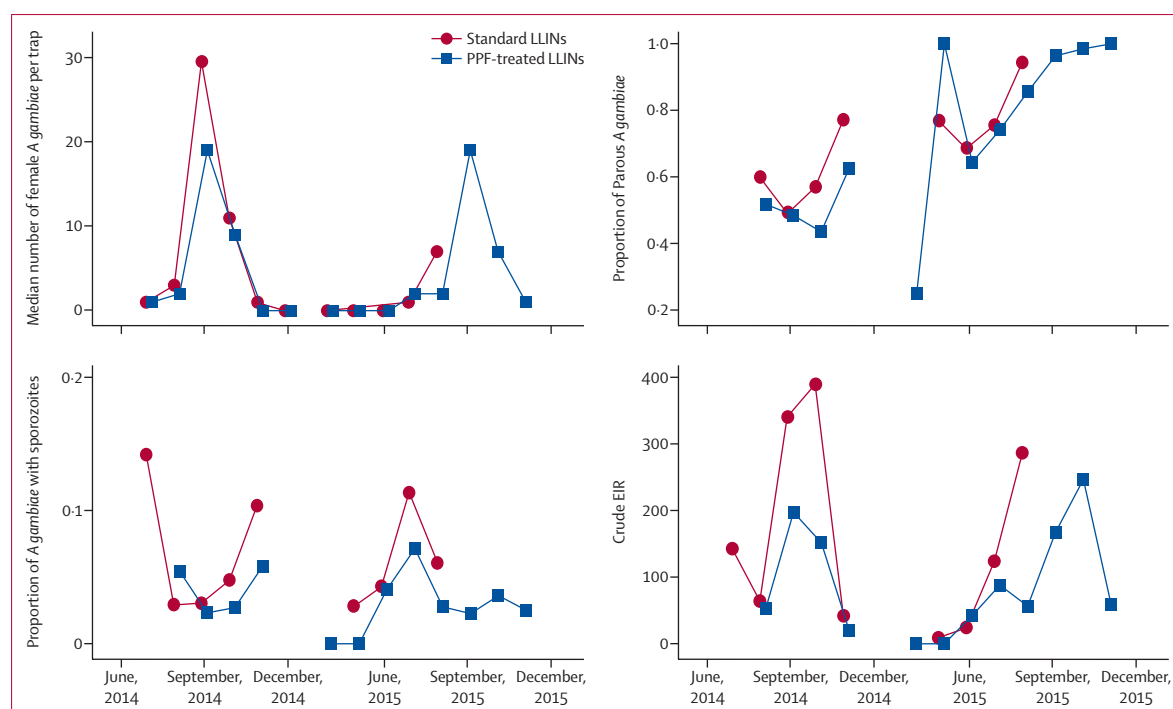 Median number of female A gambiae per trap
30
20
10
0
Standard LLINs
PPF-treated LLINs
Proportion of Parous A gambiae
1·0
0·8
0·6
0·4
0·2
Proportion of A gambiae with sporozoites
0·2
0·1
0
June,
2014
September,
2014
December,
2014
June,
2015
September,
2015
December,
2015
Crude EIR
400
300
200
100
0
June,
2014
September,
2014
December,
2014
June,
2015
September,
2015
December,
2015